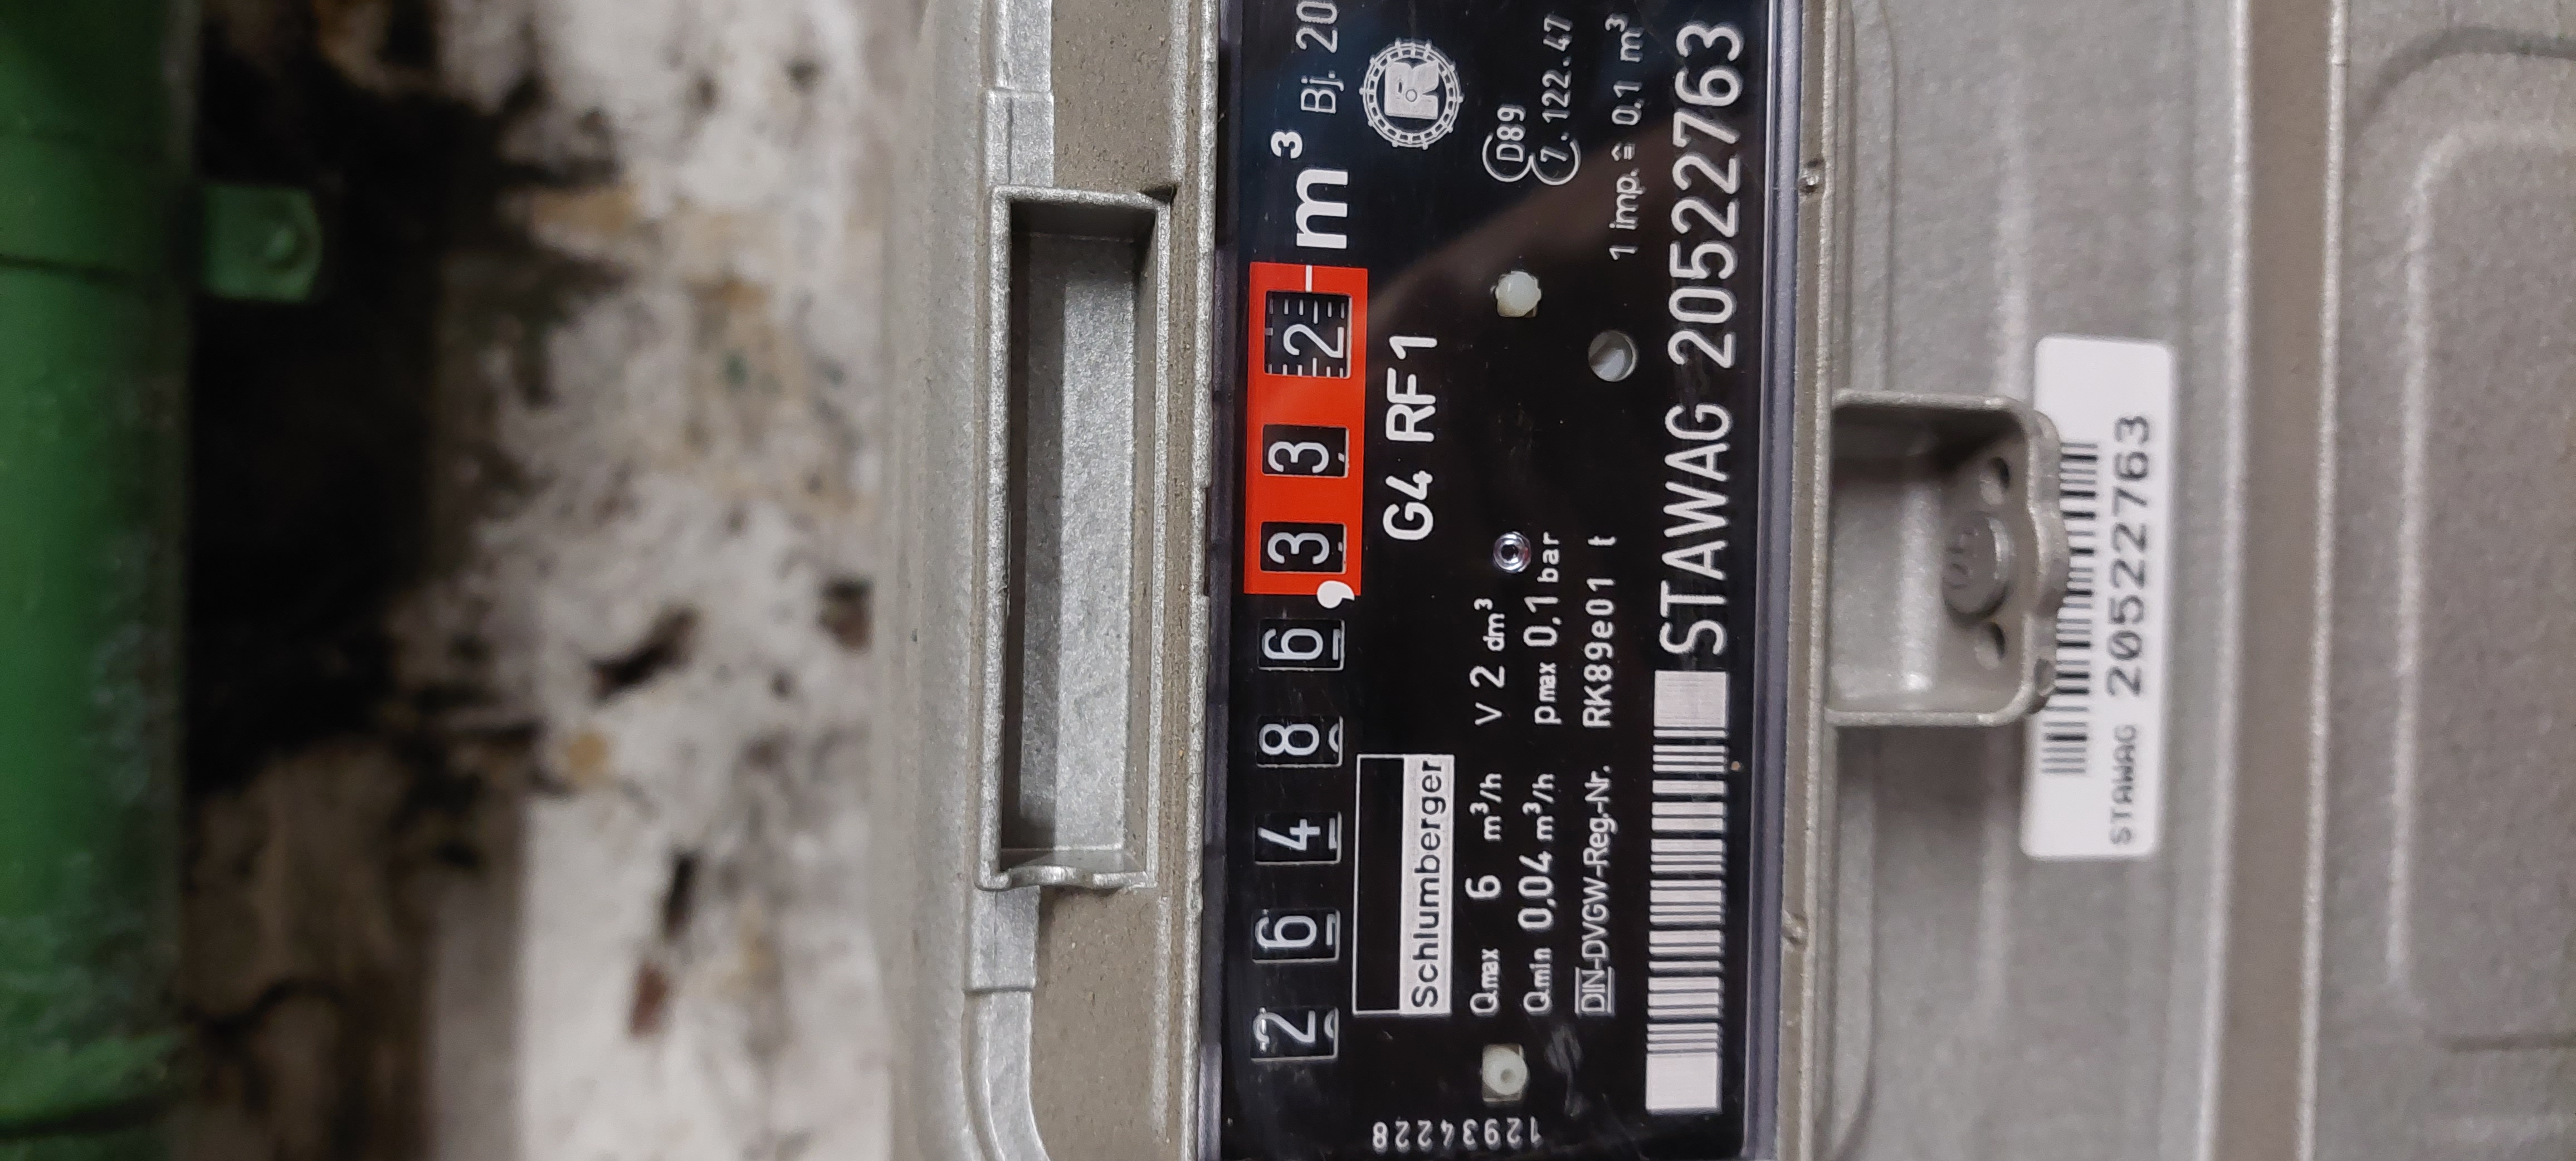 26486,332 m³ Bj. 20
12934228
Schlumberger
G4 RF1
R
Qmax 6 m³/h V 2 dm³
Qmin 0,04 m³/h pmax 0,1 bar
D89
7.122.47
DIN-DVGW-Reg.-Nr. RK89e01 t
1 imp. ≙ 0,1 m³
STAWAG 20522763
STAWAG 20522763